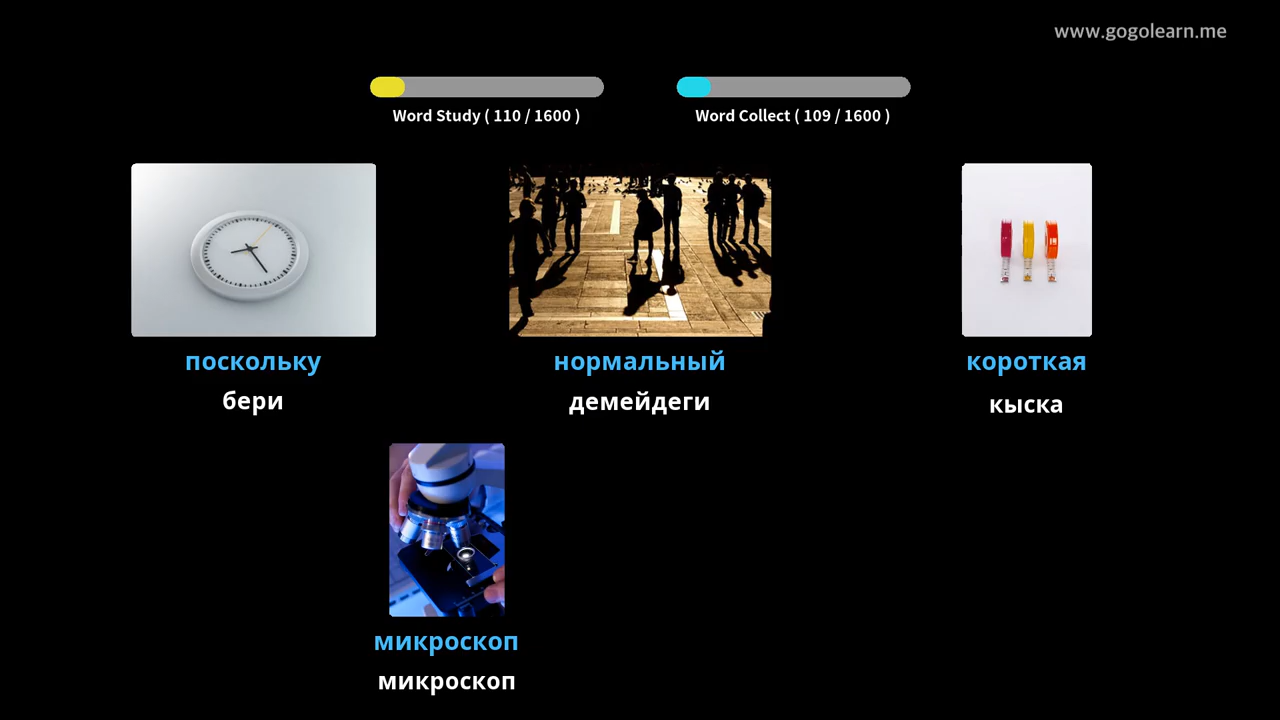 www.gogolearn.me
Word Study ( 110 / 1600 )
Word Collect ( 109 / 1600 )
поскольку
бери
нормальный
демейдеги
короткая
кыска
микроскоп
микроскоп